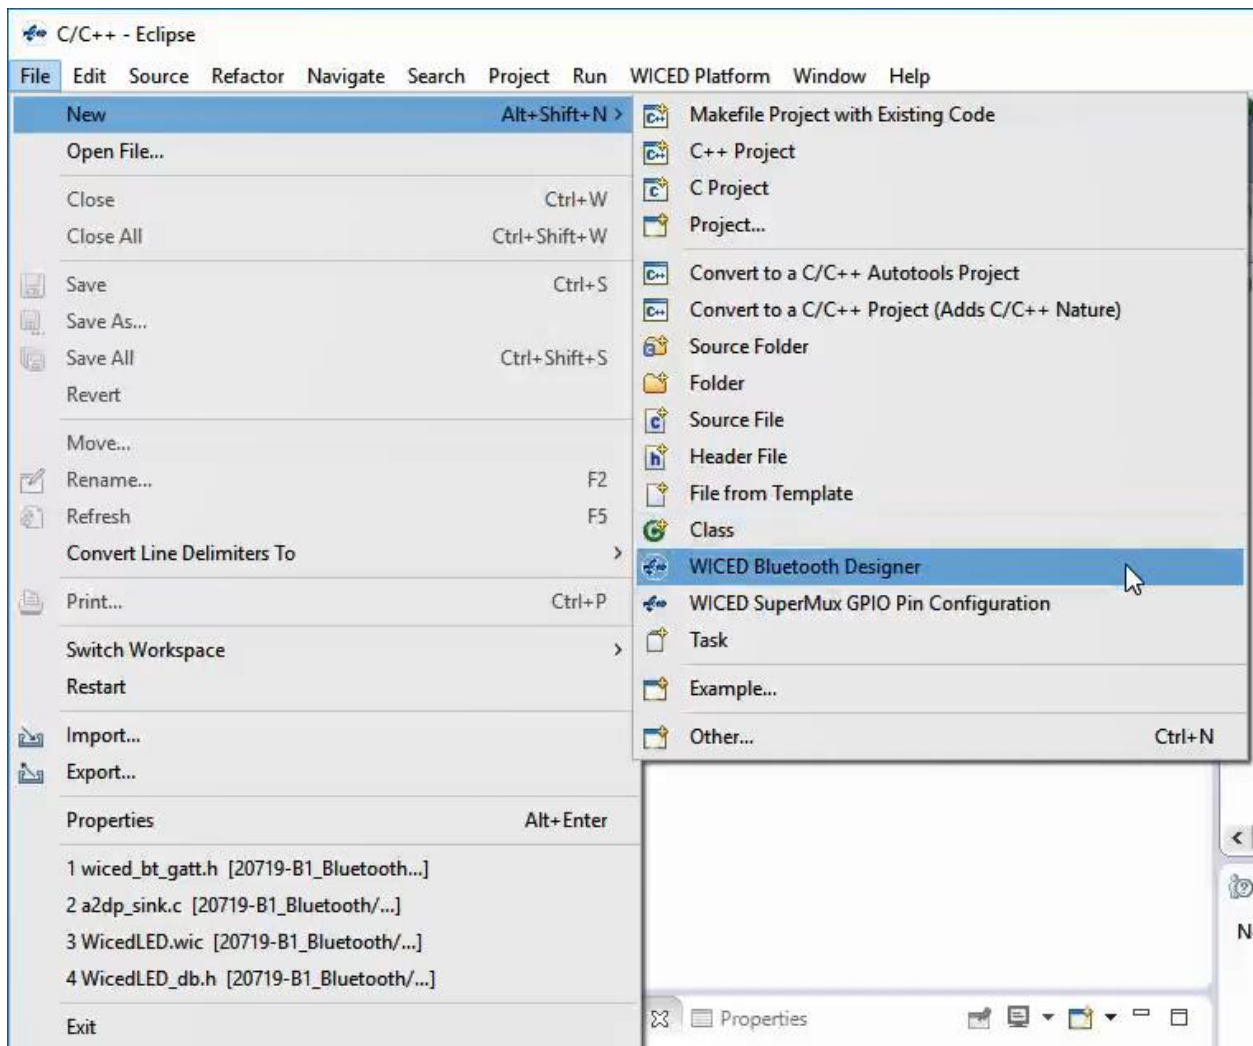 C/C++ - Eclipse
File Edit Source Refactor Navigate Search Project Run WICED Platform Window Help
New Alt+Shift+N >
Open File...
Close Ctrl+W
Close All Ctrl+Shift+W
Save Ctrl+S
Save As...
Save All Ctrl+Shift+S
Revert
Move...
Rename... F2
Refresh F5
Convert Line Delimiters To >
Print... Ctrl+P
Switch Workspace >
Restart
Import...
Export...
Properties Alt+Enter
1 wiced_bt_gatt.h [20719-B1_Bluetooth...]
2 a2dp_sink.c [20719-B1_Bluetooth/...]
3 WicedLED.wic [20719-B1_Bluetooth/...]
4 WicedLED_db.h [20719-B1_Bluetooth/...]
Exit
Makefile Project with Existing Code
C++ Project
C Project
Project...
Convert to a C/C++ Autotools Project
Convert to a C/C++ Project (Adds C/C++ Nature)
Source Folder
Folder
Source File
Header File
File from Template
Class
WICED Bluetooth Designer
WICED SuperMux GPIO Pin Configuration
Task
Example...
Other... Ctrl+N
Properties